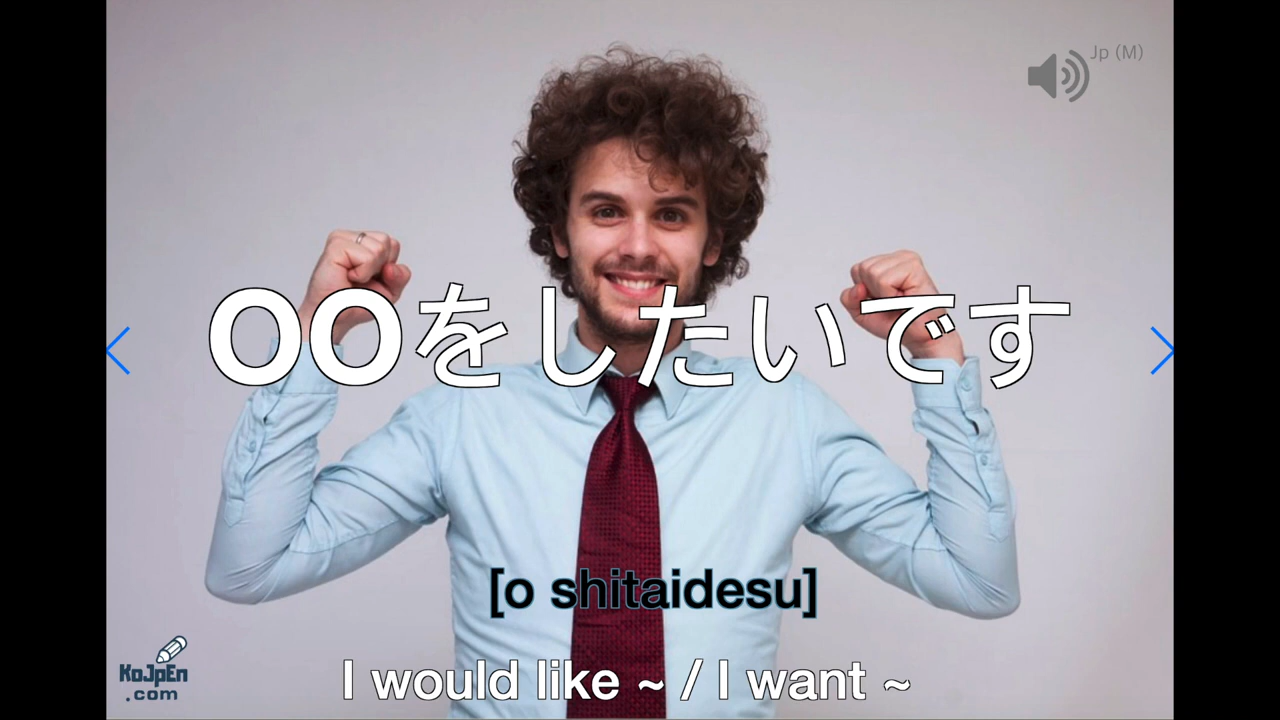 Jp (M)
OOをしたいです
[o shitaidesu]
I would like ~ / I want ~
KoJpEn
.com